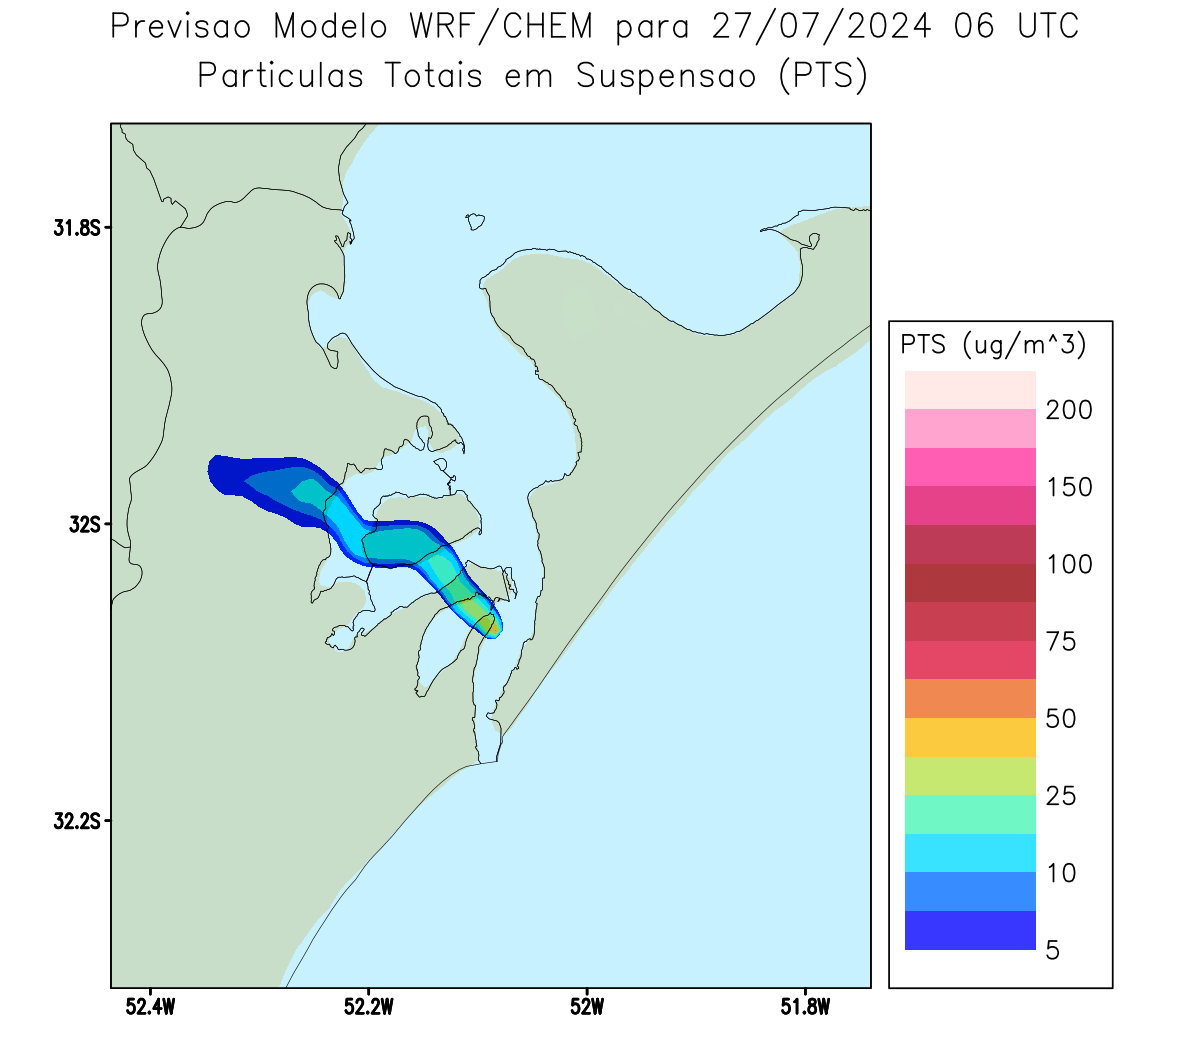 Previsao Modelo WRF/CHEM para 27/07/2024 06 UTC
Particulas Totais em Suspensao (PTS)
31.8S
32S
32.2S
52.4W
52.2W
52W
51.8W
PTS (ug/m^3)
200
150
100
75
50
25
10
5